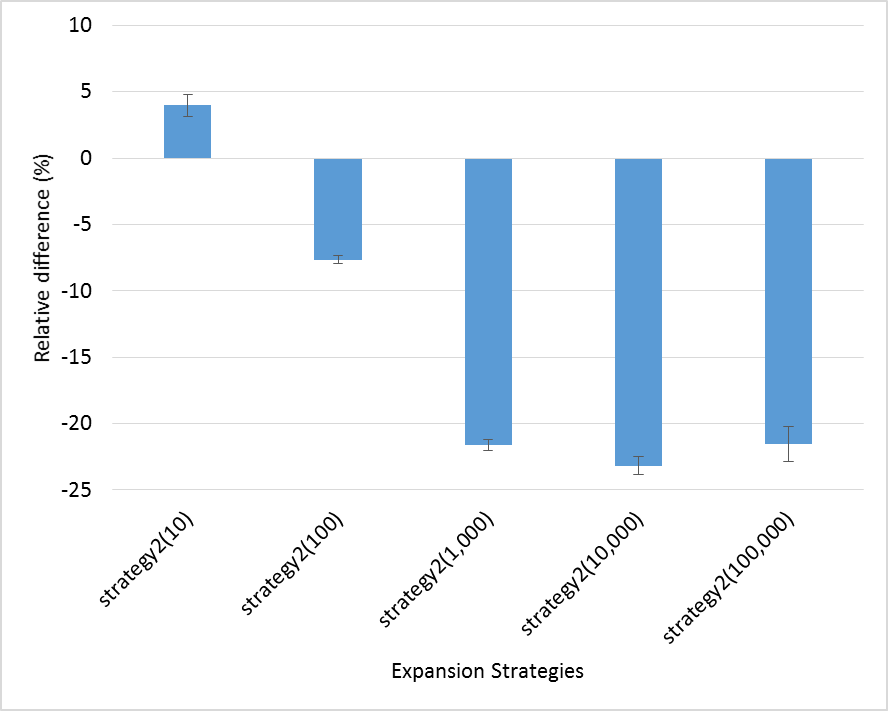 10
5
0
-5
-10
-15
-20
-25
Relative difference (%)
strategy2(10)
strategy2(100)
strategy2(1,000)
strategy2(10,000)
strategy2(100,000)
Expansion Strategies